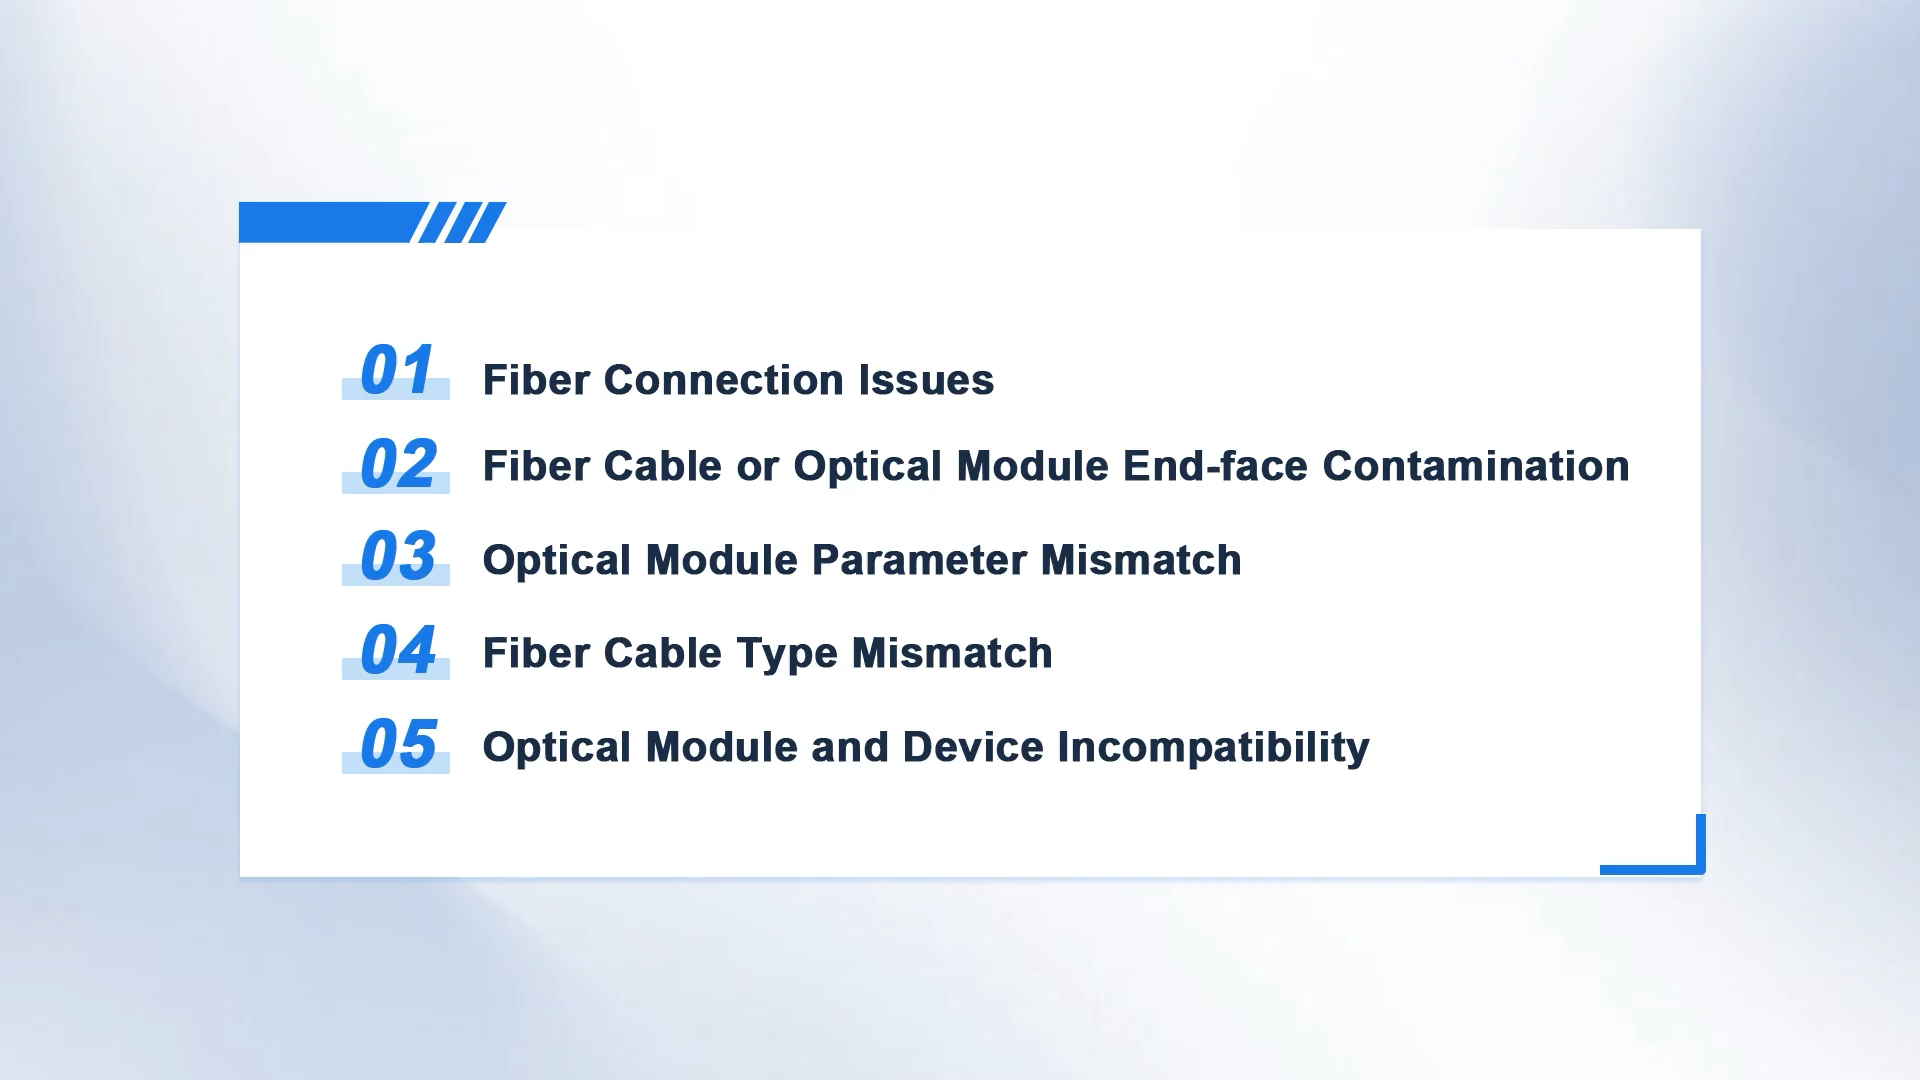 01 Fiber Connection Issues
02 Fiber Cable or Optical Module End-face Contamination
03 Optical Module Parameter Mismatch
04 Fiber Cable Type Mismatch
05 Optical Module and Device Incompatibility